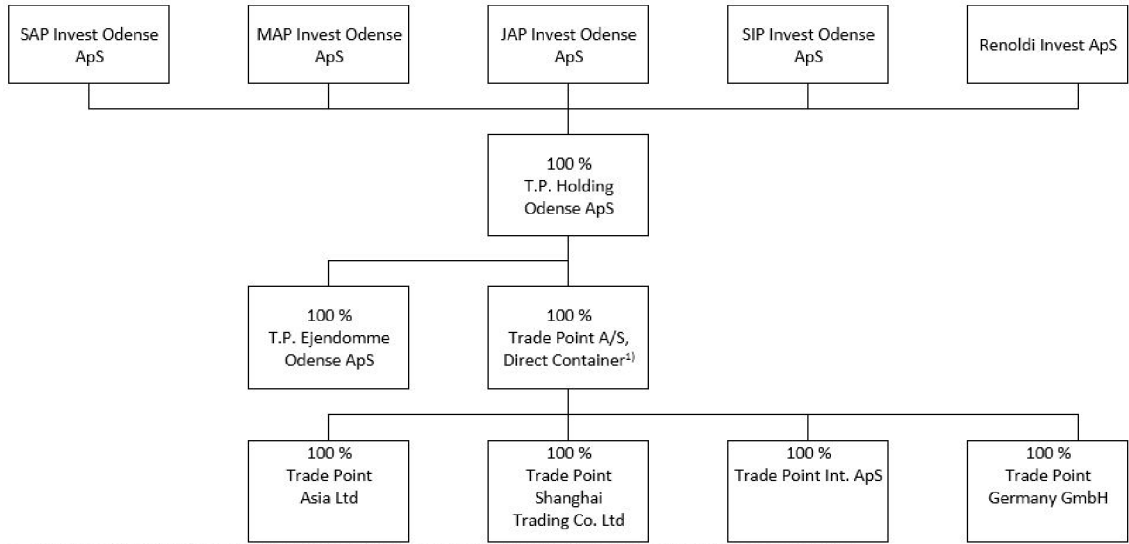 SAP Invest Odense
ApS
MAP Invest Odense
ApS
JAP Invest Odense
ApS
SIP Invest Odense
ApS
Renoldi Invest ApS
100 %
T.P. Holding
Odense ApS
100 %
T.P. Ejendomme
Odense ApS
100 %
Trade Point A/S,
Direct Container¹⁾
100 %
Trade Point
Asia Ltd
100 %
Trade Point
Shanghai
Trading Co. Ltd
100 %
Trade Point Int. ApS
100 %
Trade Point
Germany GmbH